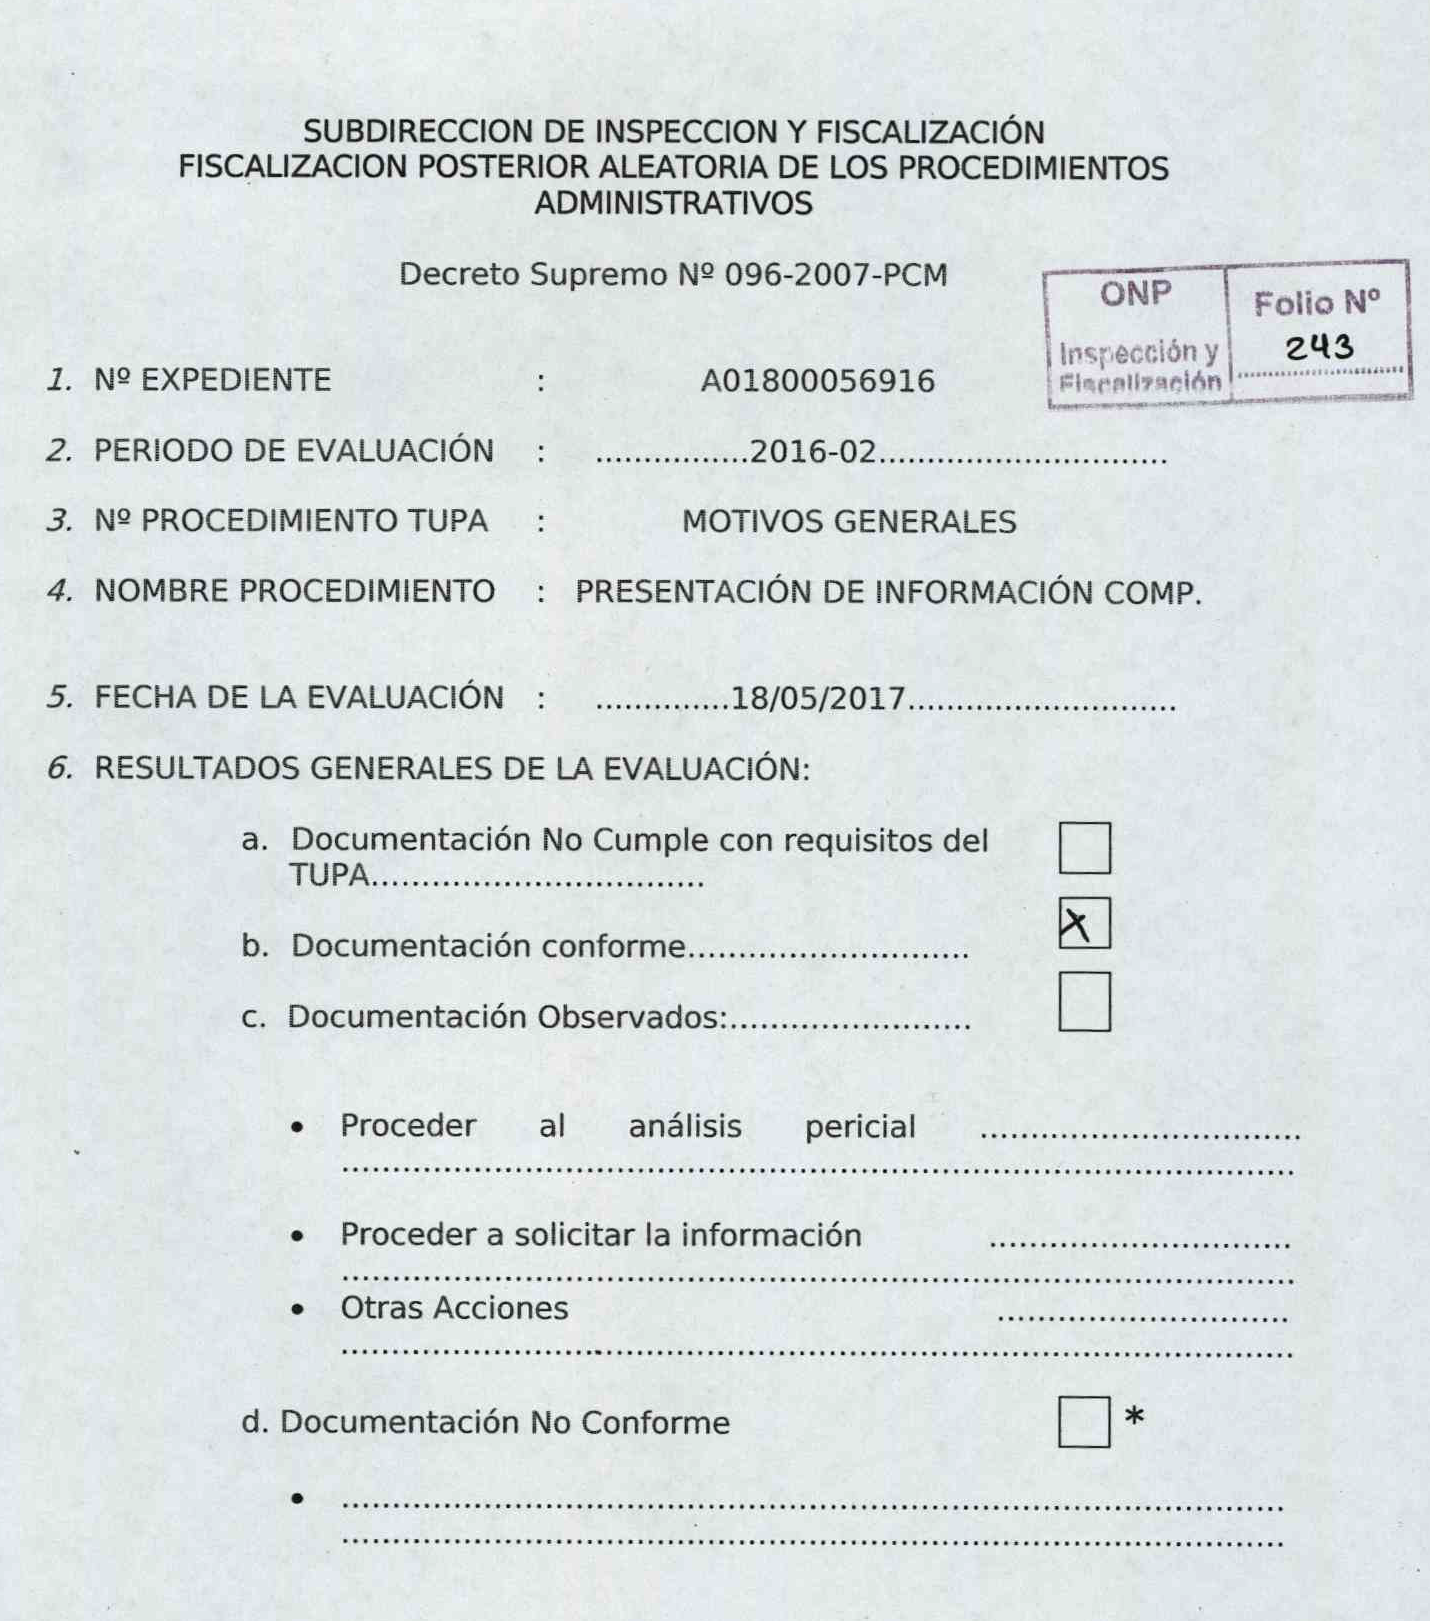 SUBDIRECCION DE INSPECCION Y FISCALIZACIÓN
FISCALIZACION POSTERIOR ALEATORIA DE LOS PROCEDIMIENTOS
ADMINISTRATIVOS
Decreto Supremo Nº 096-2007-PCM
ONP
Inspección y
Fiscalización
Folio Nº
243
1. Nº EXPEDIENTE : A01800056916
2. PERIODO DE EVALUACIÓN : ................2016-02..............................
3. Nº PROCEDIMIENTO TUPA : MOTIVOS GENERALES
4. NOMBRE PROCEDIMIENTO : PRESENTACIÓN DE INFORMACIÓN COMP.
5. FECHA DE LA EVALUACIÓN : ..............18/05/2017............................
6. RESULTADOS GENERALES DE LA EVALUACIÓN:
a. Documentación No Cumple con requisitos del
TUPA.................................
b. Documentación conforme............................ X
c. Documentación Observados:........................
• Proceder al análisis pericial ................................
...............................................................................................
• Proceder a solicitar la información ..............................
...............................................................................................
• Otras Acciones .............................
...............................................................................................
d. Documentación No Conforme *
• ..............................................................................................
..............................................................................................